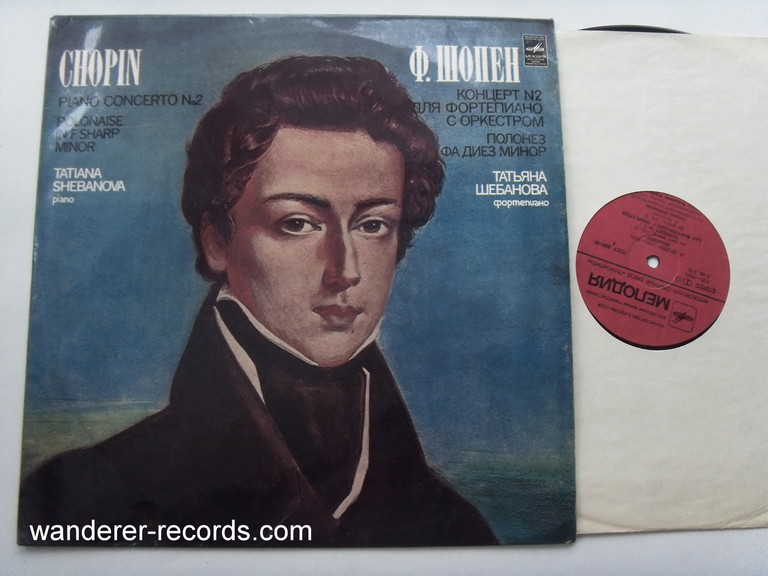 CHOPIN
PIANO CONCERTO №2
POLONAISE
IN F SHARP
MINOR
TATIANA
SHEBANOVA
piano
Ф. ШОПЕН
КОНЦЕРТ N2
ДЛЯ ФОРТЕПИАНО
С ОРКЕСТРОМ
ПОЛОНЕЗ
ФА ДИЕЗ МИНОР
ТАТЬЯНА
ШЕБАНОВА
фортепиано
МЕЛОДИЯ
wanderer-records.com